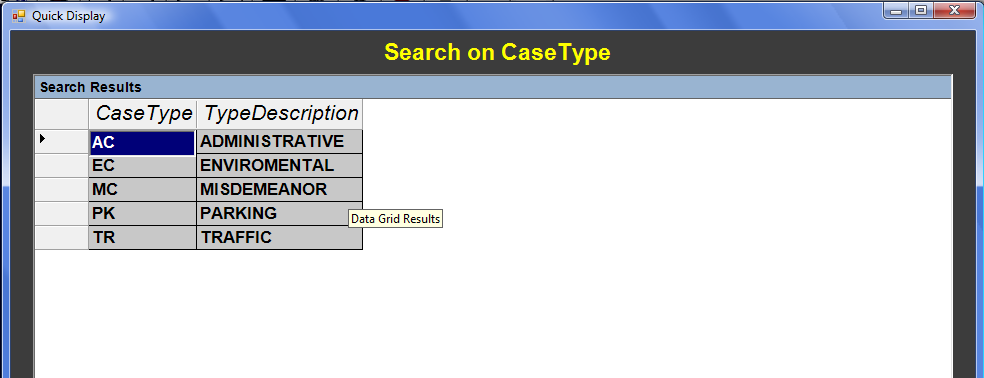 Quick Display
Search on CaseType
Search Results
CaseType TypeDescription
AC ADMINISTRATIVE
EC ENVIROMENTAL
MC MISDEMEANOR
PK PARKING
Data Grid Results
TR TRAFFIC